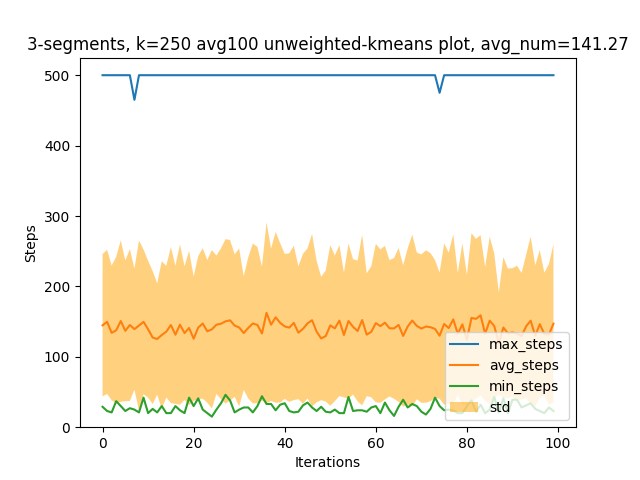 3-segments, k=250 avg100 unweighted-kmeans plot, avg_num=141.27
500
400
300
200
100
0
Steps
max_steps
avg_steps
min_steps
std
0 20 40 60 80 100
Iterations